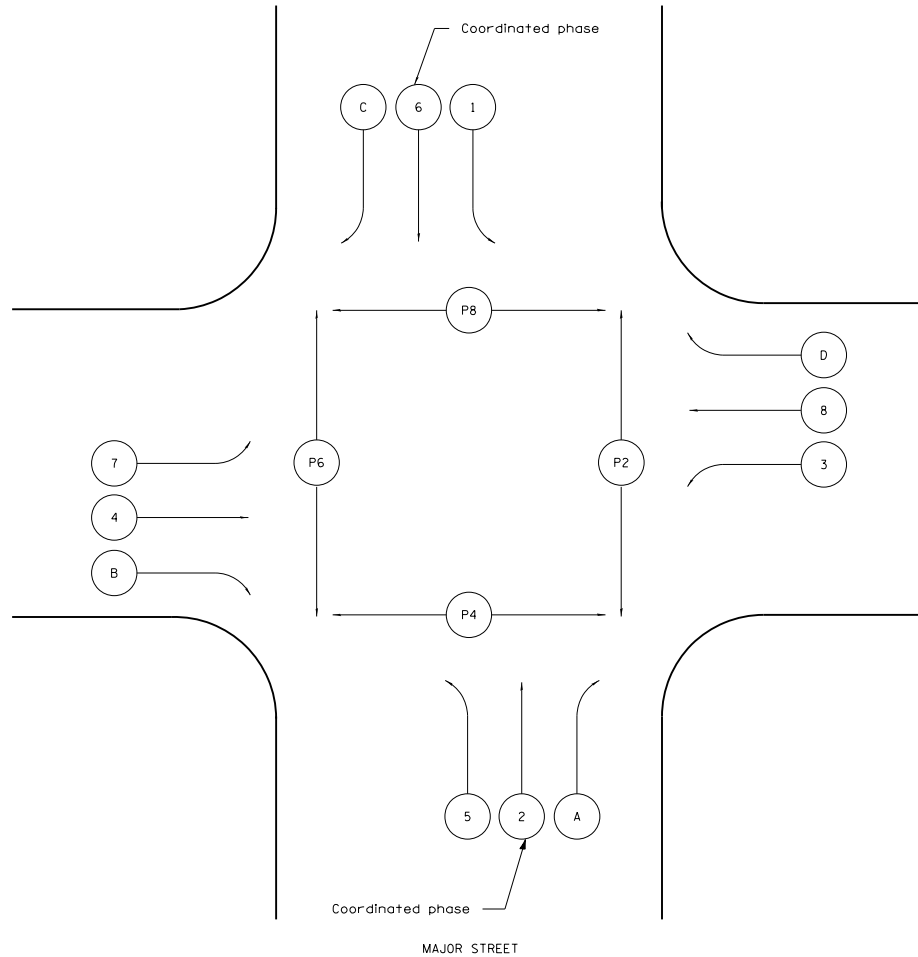 Coordinated phase
C 6 1
P8
D
8
7
P6
P2
3
4
B
P4
5 2 A
Coordinated phase
MAJOR STREET